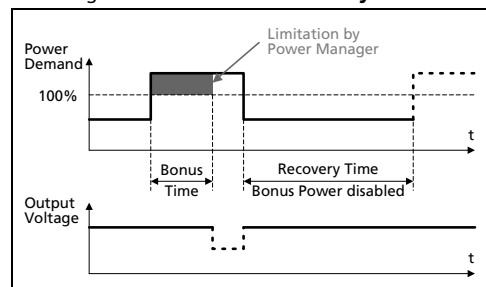 Limitation by
Power Manager
Power
Demand
100%
t
Bonus
Time
Recovery Time
Bonus Power disabled
Output
Voltage
t